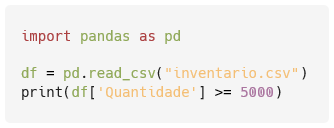 import pandas as pd
df = pd.read_csv("inventario.csv")
print(df['Quantidade'] >= 5000)